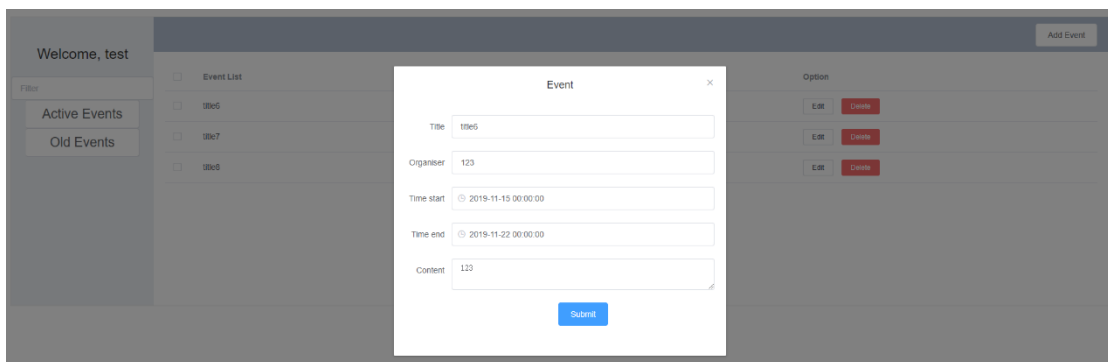 Add Event
Welcome, test
Filter
Active Events
Old Events
Event List
Option
title6
Edit
Delete
title7
Edit
Delete
title8
Edit
Delete
Event
×
Title
title6
Organiser
123
Time start
2019-11-15 00:00:00
Time end
2019-11-22 00:00:00
Content
123
Submit